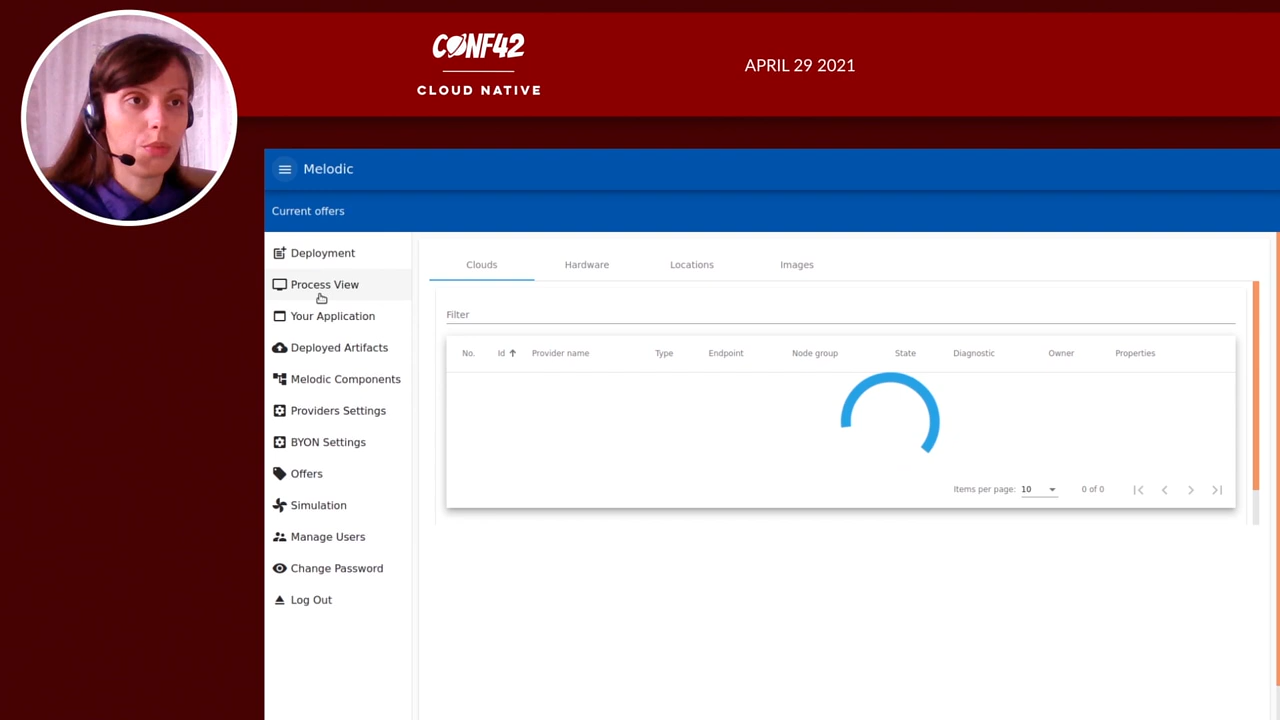 CONF42
CLOUD NATIVE
APRIL 29 2021
Melodic
Current offers
Deployment
Process View
Your Application
Deployed Artifacts
Melodic Components
Providers Settings
BYON Settings
Offers
Simulation
Manage Users
Change Password
Log Out
Clouds Hardware Locations Images
Filter
No. Id Provider name Type Endpoint Node group State Diagnostic Owner Properties
Items per page: 10 0 of 0